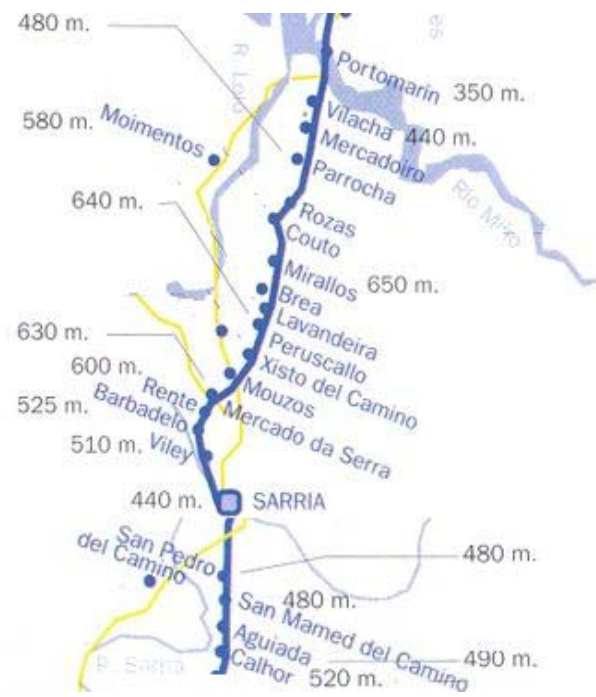 480 m.
es
R. Loio
Portomarín 350 m.
580 m.
Moimentos
Vilacha 440 m.
Mercadoiro
Parrocha
640 m.
Río Miño
Rozas
Couto
Mirallos 650 m.
Brea
Lavandeira
630 m.
Peruscallo
600 m.
Xisto del Camino
Rente
Mouzos
525 m.
Barbadelo
Mercado da Serra
510 m. Viley
440 m. SARRIA
San Pedro
del Camino
480 m.
480 m.
San Mamed del Camino
Aguiada
490 m.
R. Sarria
Calhor
520 m.